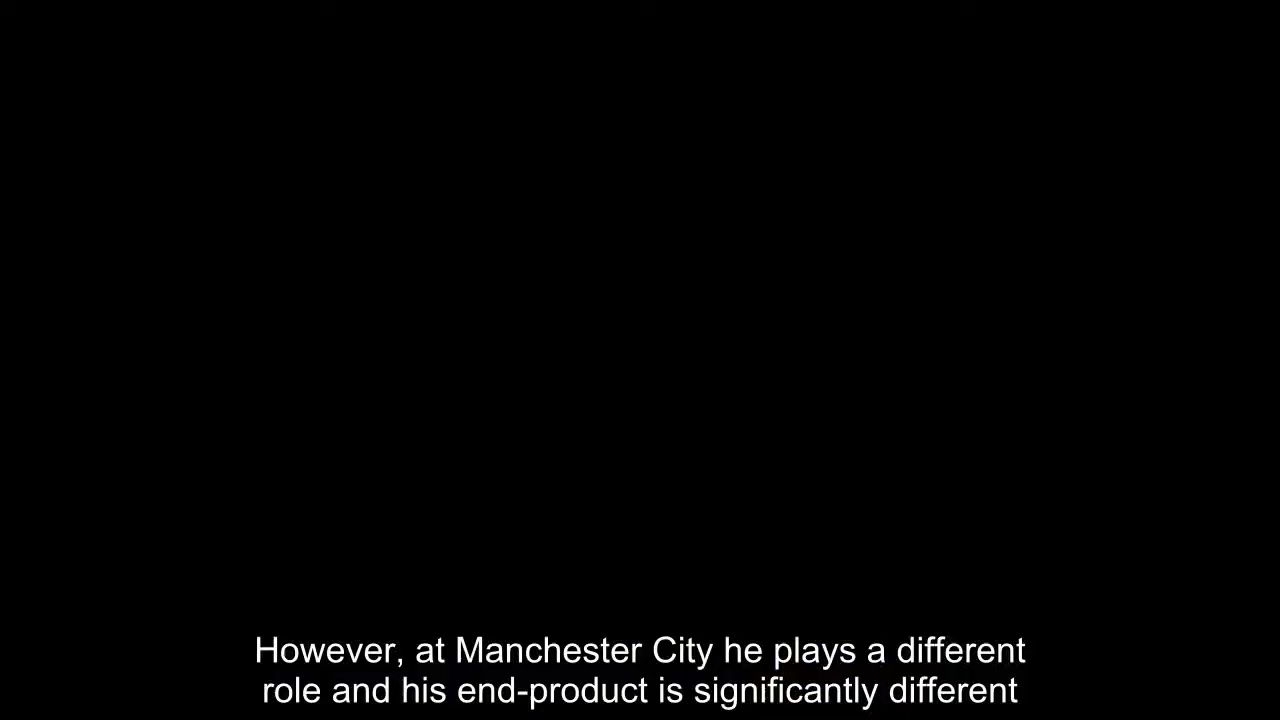 However, at Manchester City he plays a different
role and his end-product is significantly different